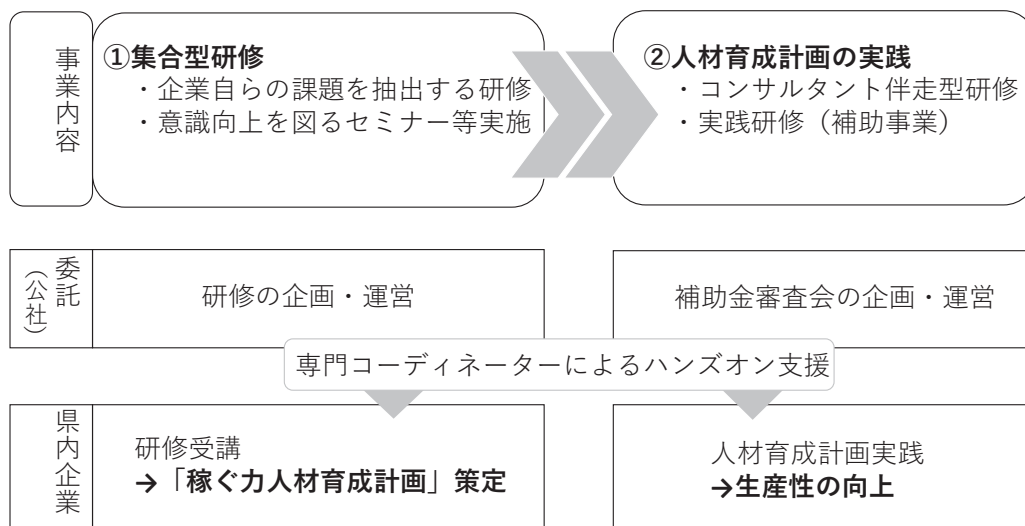 事業内容
①集合型研修
・企業自らの課題を抽出する研修
・意識向上を図るセミナー等実施
②人材育成計画の実践
・コンサルタント伴走型研修
・実践研修（補助事業）
委託
（公社）
研修の企画・運営
補助金審査会の企画・運営
専門コーディネーターによるハンズオン支援
県内企業
研修受講
→「稼ぐ力人材育成計画」策定
人材育成計画実践
→生産性の向上